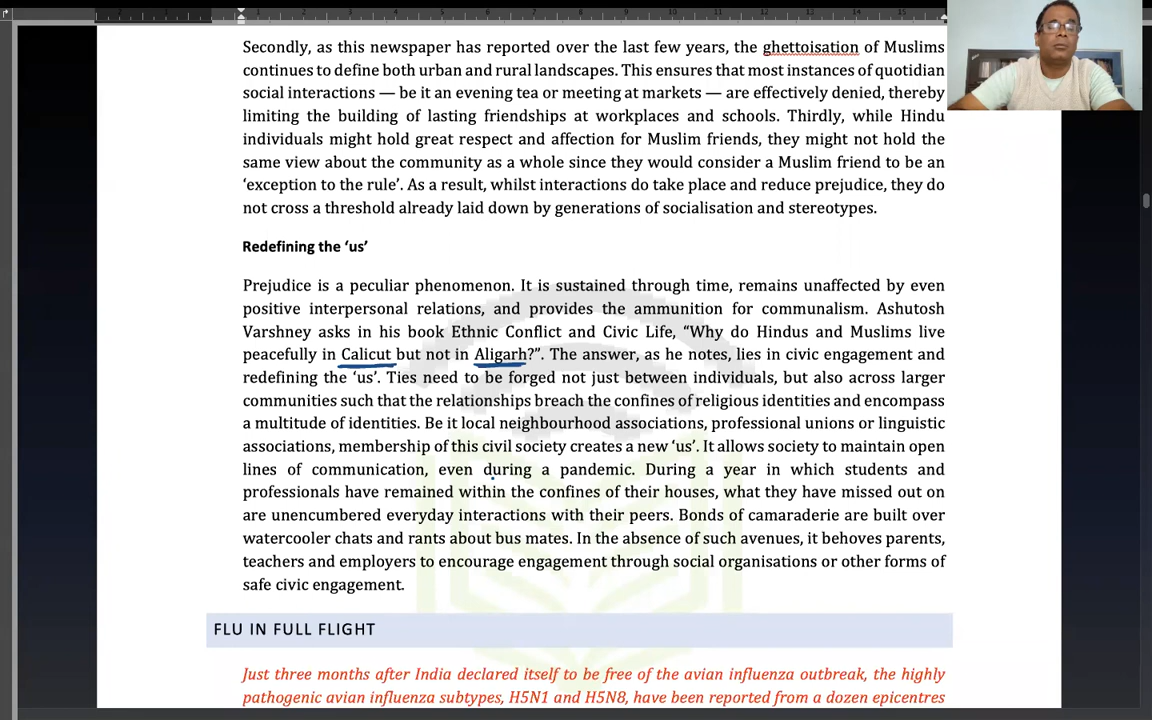 Secondly, as this newspaper has reported over the last few years, the ghettoisation of Muslims
continues to define both urban and rural landscapes. This ensures that most instances of quotidian
social interactions — be it an evening tea or meeting at markets — are effectively denied, thereby
limiting the building of lasting friendships at workplaces and schools. Thirdly, while Hindu
individuals might hold great respect and affection for Muslim friends, they might not hold the
same view about the community as a whole since they would consider a Muslim friend to be an
‘exception to the rule’. As a result, whilst interactions do take place and reduce prejudice, they do
not cross a threshold already laid down by generations of socialisation and stereotypes.
Redefining the ‘us’
Prejudice is a peculiar phenomenon. It is sustained through time, remains unaffected by even
positive interpersonal relations, and provides the ammunition for communalism. Ashutosh
Varshney asks in his book Ethnic Conflict and Civic Life, “Why do Hindus and Muslims live
peacefully in Calicut but not in Aligarh?”. The answer, as he notes, lies in civic engagement and
redefining the ‘us’. Ties need to be forged not just between individuals, but also across larger
communities such that the relationships breach the confines of religious identities and encompass
a multitude of identities. Be it local neighbourhood associations, professional unions or linguistic
associations, membership of this civil society creates a new ‘us’. It allows society to maintain open
lines of communication, even during a pandemic. During a year in which students and
professionals have remained within the confines of their houses, what they have missed out on
are unencumbered everyday interactions with their peers. Bonds of camaraderie are built over
watercooler chats and rants about bus mates. In the absence of such avenues, it behoves parents,
teachers and employers to encourage engagement through social organisations or other forms of
safe civic engagement.
FLU IN FULL FLIGHT
Just three months after India declared itself to be free of the avian influenza outbreak, the highly
pathogenic avian influenza subtypes, H5N1 and H5N8, have been reported from a dozen epicentres